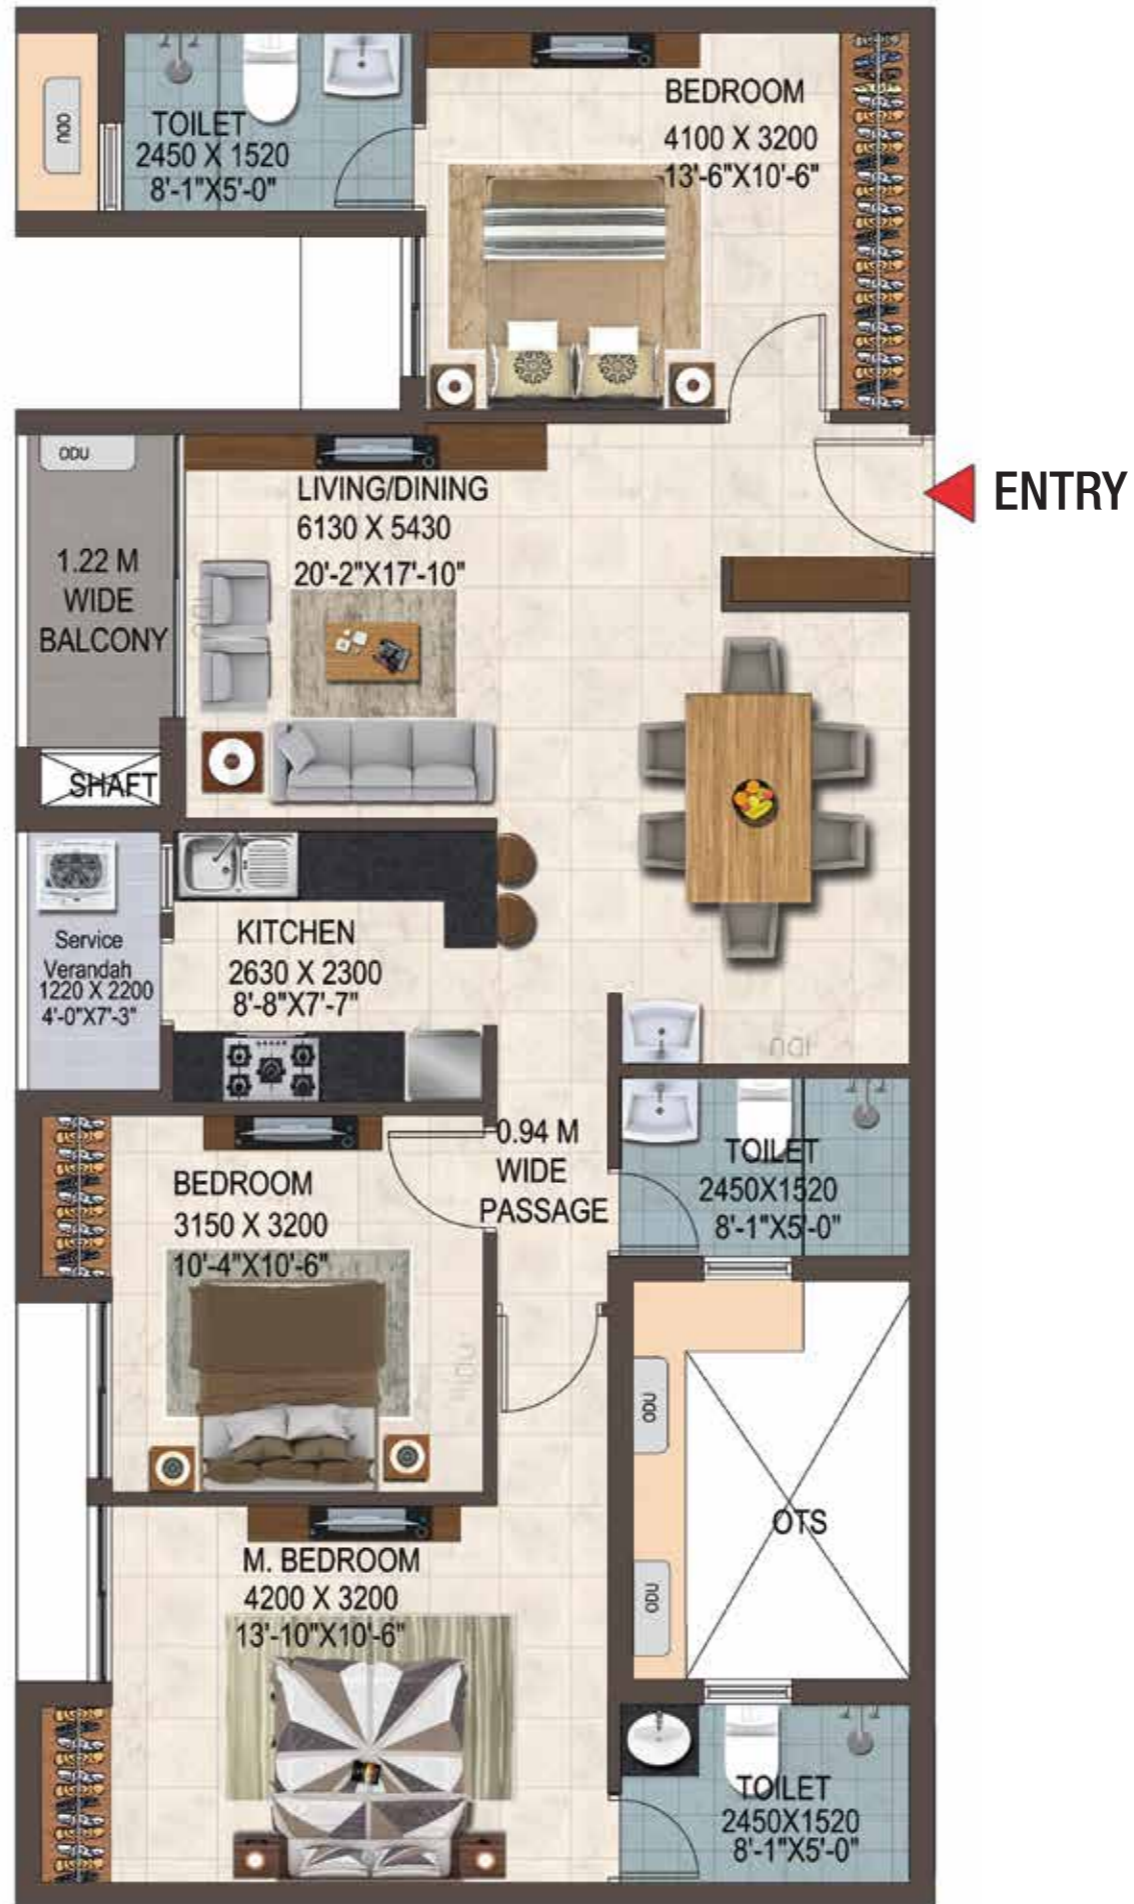 ODU
TOILET
2450 X 1520
8'-1"X5'-0"
BEDROOM
4100 X 3200
13'-6"X10'-6"
ENTRY
ODU
LIVING/DINING
6130 X 5430
20'-2"X17'-10"
1.22 M
WIDE
BALCONY
SHAFT
Service
Verandah
1220 X 2200
4'-0"X7'-3"
KITCHEN
2630 X 2300
8'-8"X7'-7"
IDU
0.94 M
WIDE
PASSAGE
TOILET
2450X1520
8'-1"X5'-0"
BEDROOM
3150 X 3200
10'-4"X10'-6"
IDU
ODU
OTS
ODU
M. BEDROOM
4200 X 3200
13'-10"X10'-6"
TOILET
2450X1520
8'-1"X5'-0"